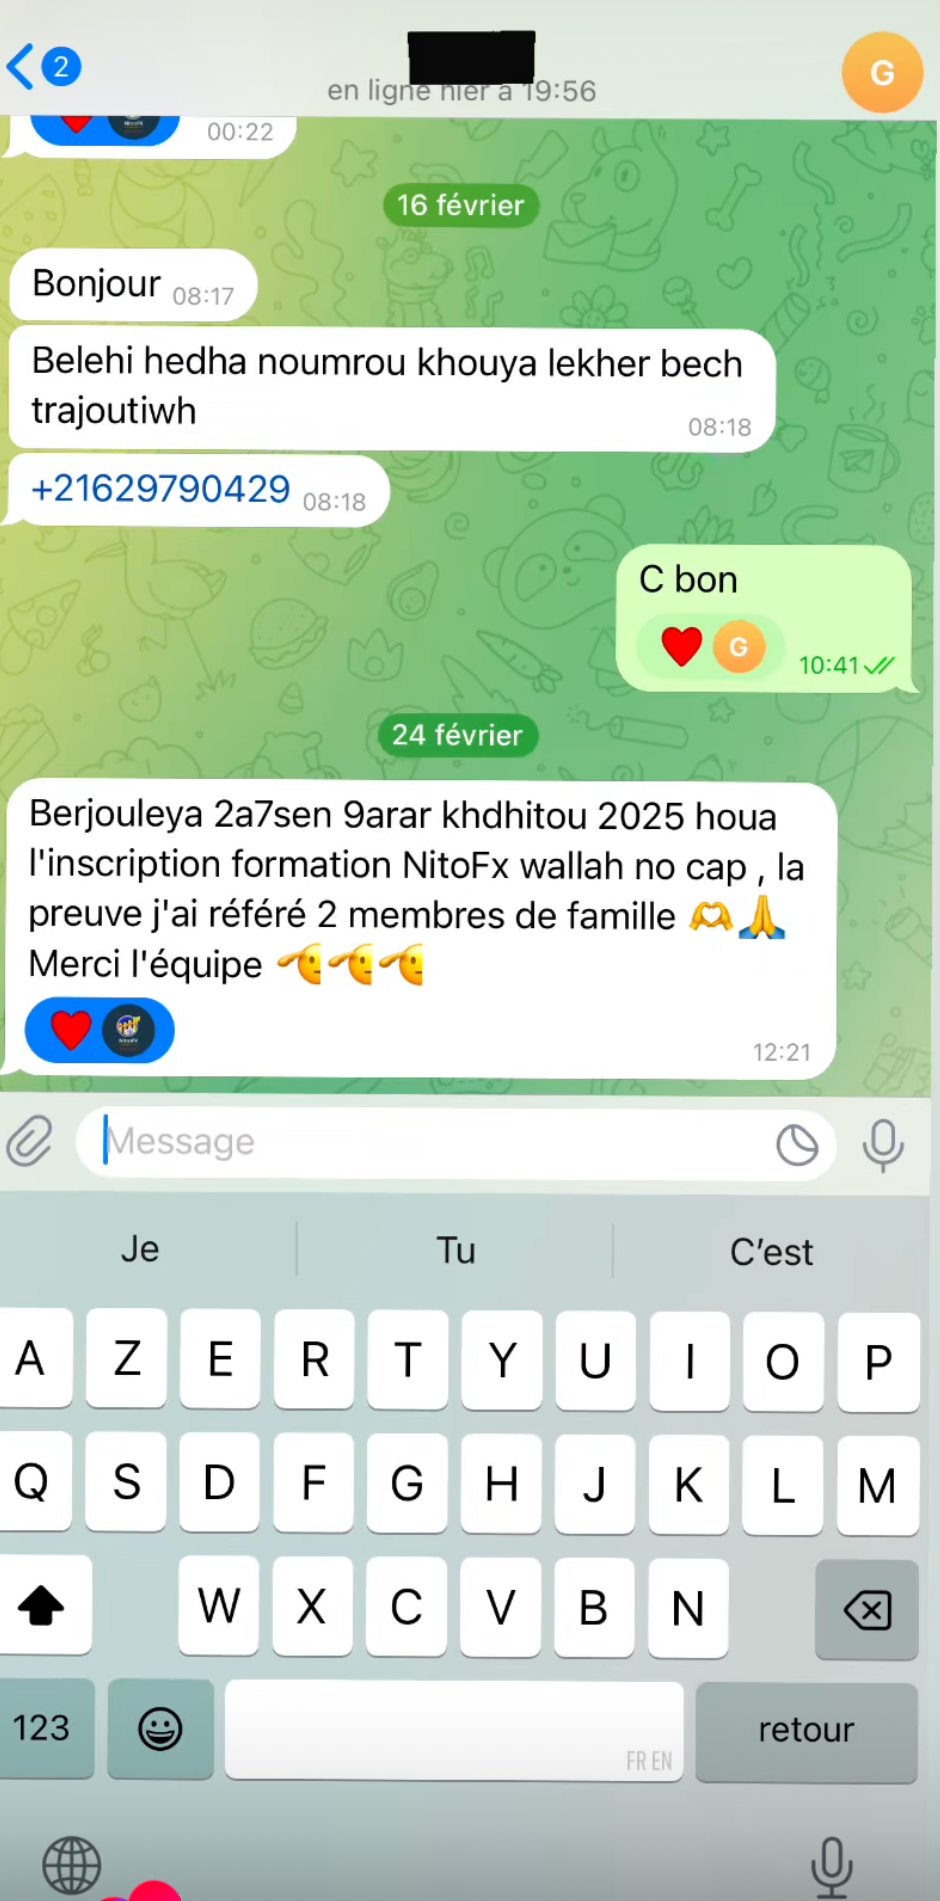 2
en ligne hier à 19:56
G
00:22
16 février
Bonjour 08:17
Belehi hedha noumrou khouya lekher bech
trajoutiwh
08:18
+21629790429 08:18
C bon
G
10:41
24 février
Berjouleya 2a7sen 9arar khdhitou 2025 houa
l'inscription formation NitoFx wallah no cap , la
preuve j'ai référé 2 membres de famille 🫶🙏
Merci l'équipe 🫡🫡🫡
12:21
Message
Je Tu C'est
A Z E R T Y U I O P
Q S D F G H J K L M
W X C V B N
123 retour
FR EN